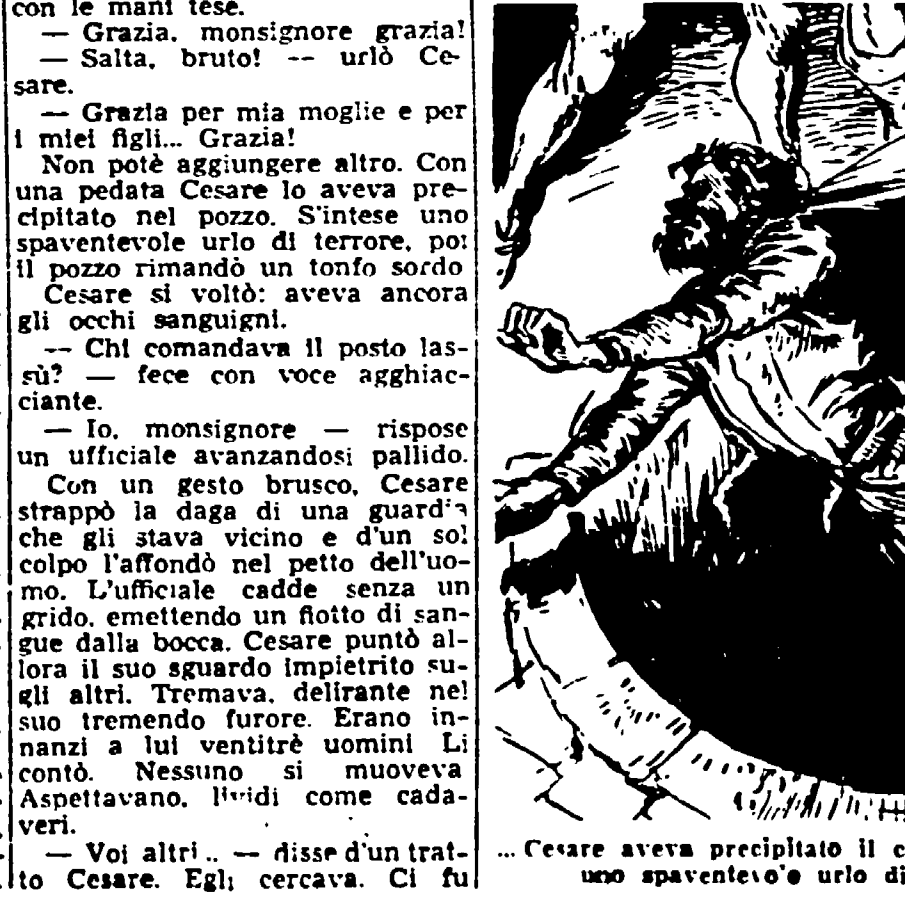 con le mani tese.
— Grazia, monsignore grazia!
— Salta, bruto! -- urlò Ce-
sare.
— Grazia per mia moglie e per
i miei figli... Grazia!
Non potè aggiungere altro. Con
una pedata Cesare lo aveva pre-
cipitato nel pozzo. S'intese uno
spaventevole urlo di terrore, poi
il pozzo rimandò un tonfo sordo
Cesare si voltò: aveva ancora
gli occhi sanguigni.
-- Chi comandava il posto las-
sù? — fece con voce agghiac-
ciante.
— Io, monsignore — rispose
un ufficiale avanzandosi pallido.
Con un gesto brusco, Cesare
strappò la daga di una guardia
che gli stava vicino e d'un sol
colpo l'affondò nel petto dell'uo-
mo. L'ufficiale cadde senza un
grido, emettendo un fiotto di san-
gue dalla bocca. Cesare puntò al-
lora il suo sguardo impietrito su-
gli altri. Tremava, delirante nel
suo tremendo furore. Erano in-
nanzi a lui ventitrè uomini Li
contò. Nessuno si muoveva
Aspettavano, lividi come cada-
veri.
— Voi altri.. — disse d'un trat-
to Cesare. Egli cercava. Ci fu
... Cesare aveva precipitato il c
uno spaventevole urlo di